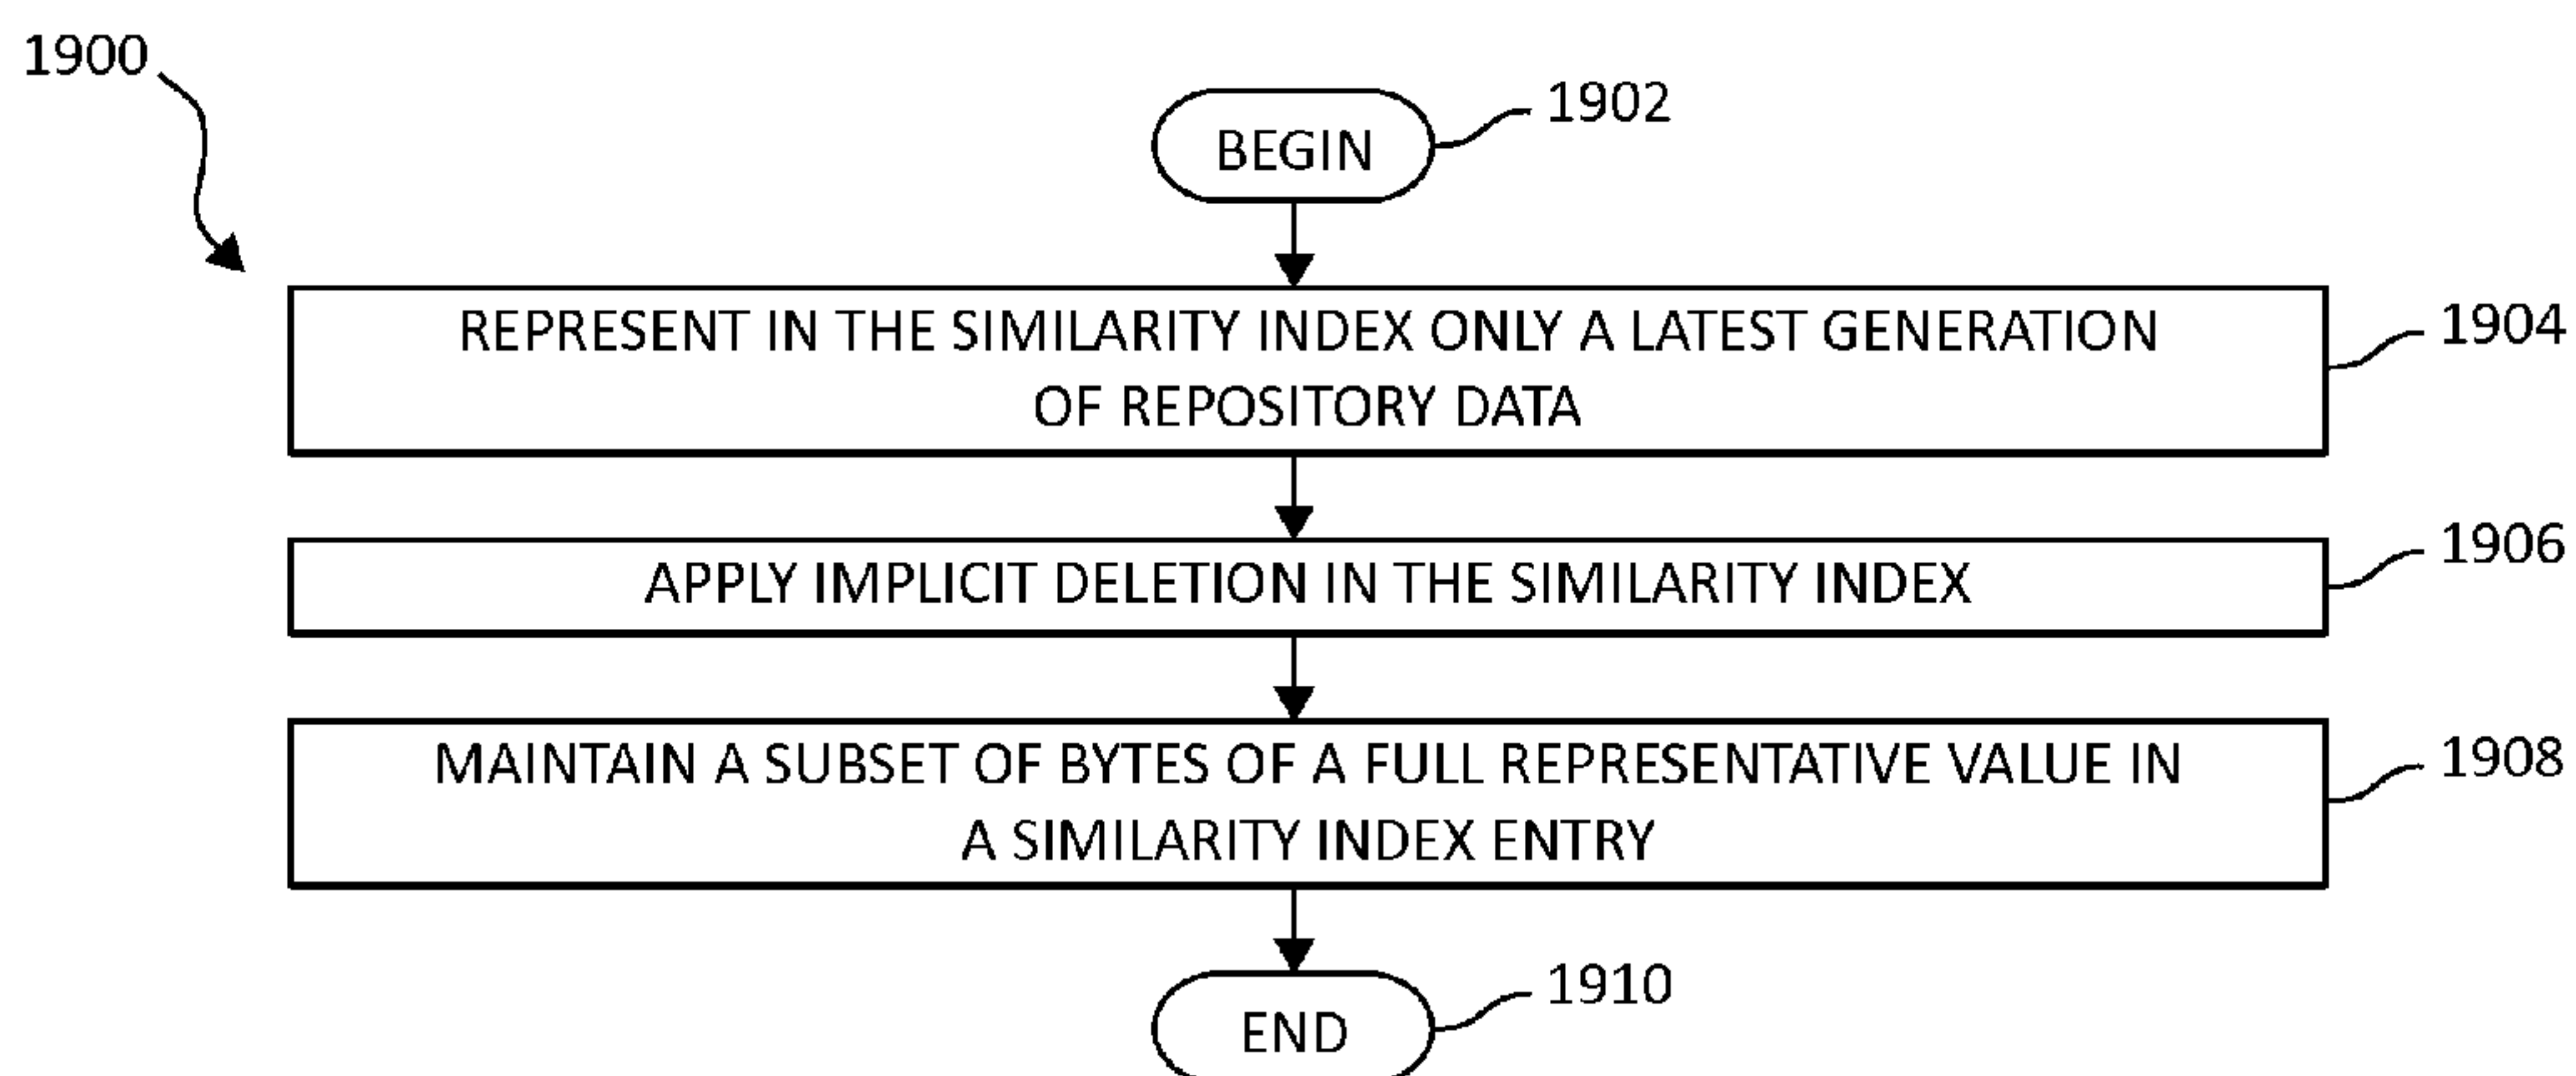 1900
BEGIN
1902
REPRESENT IN THE SIMILARITY INDEX ONLY A LATEST GENERATION
OF REPOSITORY DATA
1904
APPLY IMPLICIT DELETION IN THE SIMILARITY INDEX
1906
MAINTAIN A SUBSET OF BYTES OF A FULL REPRESENTATIVE VALUE IN
A SIMILARITY INDEX ENTRY
1908
END
1910